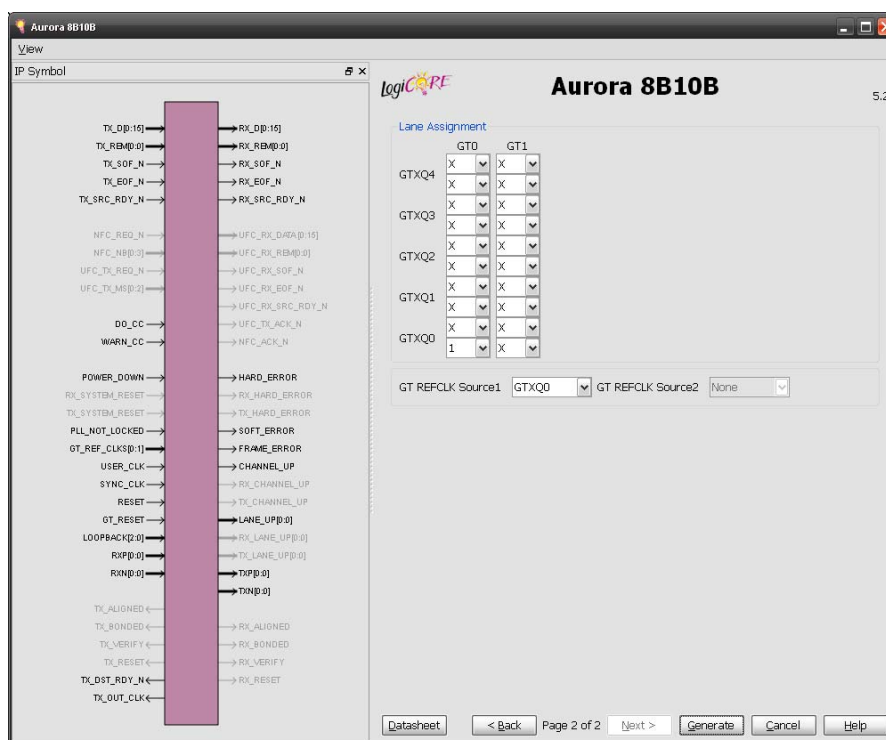 Aurora 8B10B
View
IP Symbol
TX_D[0:15]
TX_REM[0:0]
TX_SOF_N
TX_EOF_N
TX_SRC_RDY_N
NFC_REQ_N
NFC_NB[0:3]
UFC_TX_REQ_N
UFC_TX_MS[0:2]
DO_CC
WARN_CC
POWER_DOWN
RX_SYSTEM_RESET
TX_SYSTEM_RESET
PLL_NOT_LOCKED
GT_REF_CLKS[0:1]
USER_CLK
SYNC_CLK
RESET
GT_RESET
LOOPBACK[2:0]
RXP[0:0]
RXN[0:0]
TX_ALIGNED
TX_BONDED
TX_VERIFY
TX_RESET
TX_DST_RDY_N
TX_OUT_CLK
RX_D[0:15]
RX_REM[0:0]
RX_SOF_N
RX_EOF_N
RX_SRC_RDY_N
UFC_RX_DATA[0:15]
UFC_RX_REM[0:0]
UFC_RX_SOF_N
UFC_RX_EOF_N
UFC_RX_SRC_RDY_N
UFC_TX_ACK_N
NFC_ACK_N
HARD_ERROR
RX_HARD_ERROR
TX_HARD_ERROR
SOFT_ERROR
FRAME_ERROR
CHANNEL_UP
RX_CHANNEL_UP
TX_CHANNEL_UP
LANE_UP[0:0]
RX_LANE_UP[0:0]
TX_LANE_UP[0:0]
TXP[0:0]
TXN[0:0]
RX_ALIGNED
RX_BONDED
RX_VERIFY
RX_RESET
logiCORE
Aurora 8B10B
5.2
Lane Assignment
GT0 GT1
GTXQ4
X X
X X
GTXQ3
X X
X X
GTXQ2
X X
X X
GTXQ1
X X
X X
GTXQ0
X X
1 X
GT REFCLK Source1 GTXQ0 GT REFCLK Source2 None
Datasheet < Back Page 2 of 2 Next > Generate Cancel Help